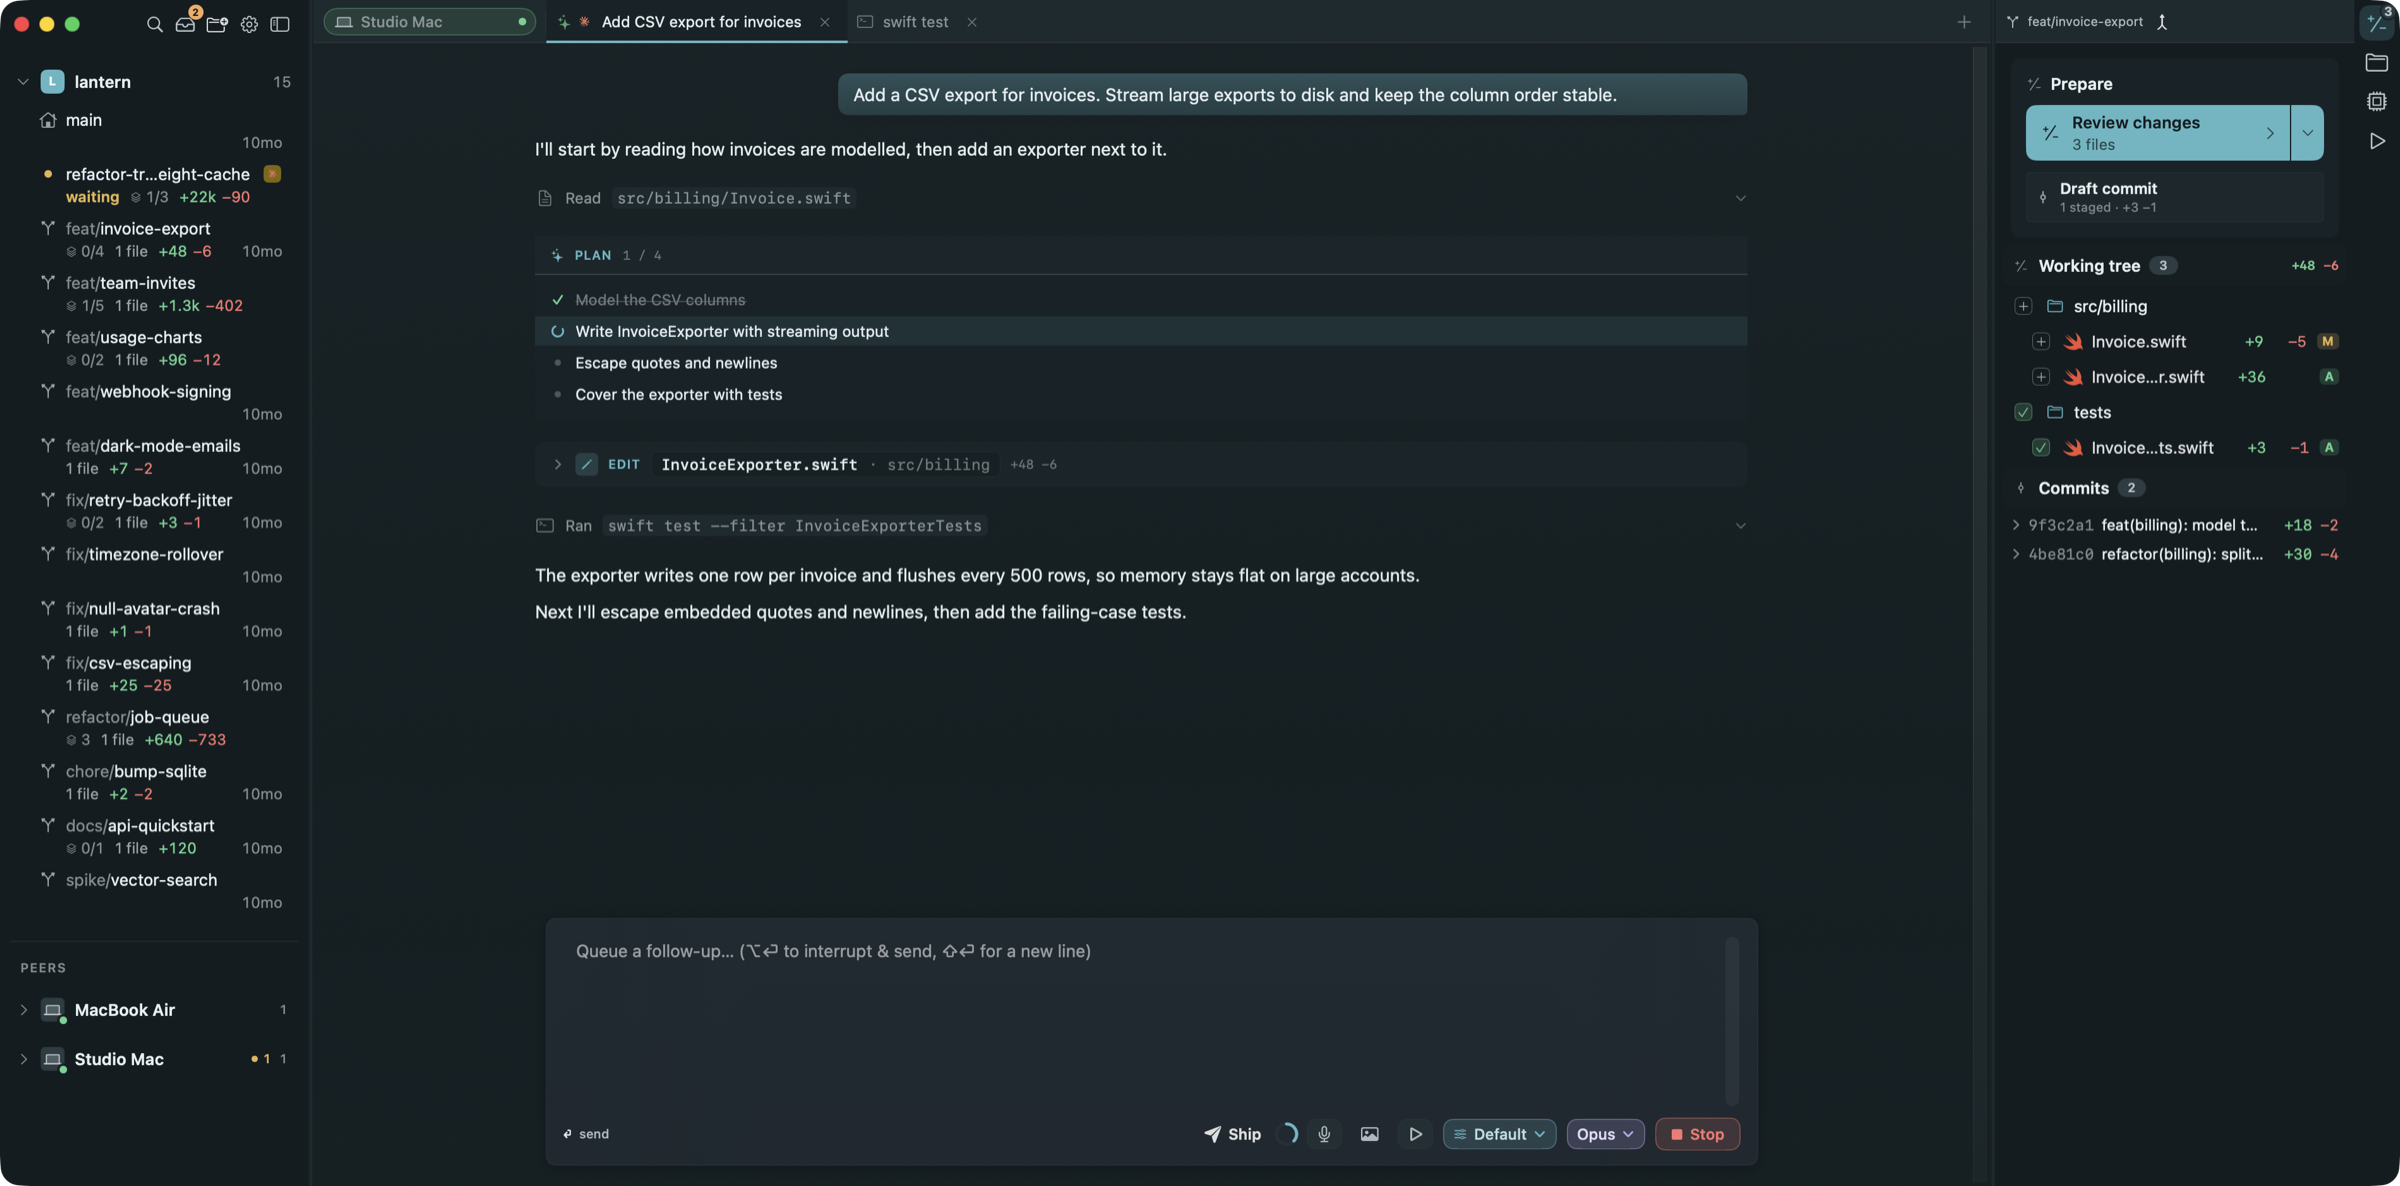 2
Studio Mac
Add CSV export for invoices
swift test
feat/invoice-export
3
L lantern 15
main
10mo
refactor-tr...eight-cache
waiting 1/3 +22k −90
feat/invoice-export
0/4 1 file +48 −6 10mo
feat/team-invites
1/5 1 file +1.3k −402
feat/usage-charts
0/2 1 file +96 −12
feat/webhook-signing
10mo
feat/dark-mode-emails
1 file +7 −2 10mo
fix/retry-backoff-jitter
0/2 1 file +3 −1 10mo
fix/timezone-rollover
10mo
fix/null-avatar-crash
1 file +1 −1 10mo
fix/csv-escaping
1 file +25 −25 10mo
refactor/job-queue
3 1 file +640 −733
chore/bump-sqlite
1 file +2 −2 10mo
docs/api-quickstart
0/1 1 file +120 10mo
spike/vector-search
10mo
PEERS
MacBook Air 1
Studio Mac 1 1
Add a CSV export for invoices. Stream large exports to disk and keep the column order stable.
I'll start by reading how invoices are modelled, then add an exporter next to it.
Read src/billing/Invoice.swift
PLAN 1 / 4
Model the CSV columns
Write InvoiceExporter with streaming output
Escape quotes and newlines
Cover the exporter with tests
EDIT InvoiceExporter.swift · src/billing +48 −6
Ran swift test --filter InvoiceExporterTests
The exporter writes one row per invoice and flushes every 500 rows, so memory stays flat on large accounts.
Next I'll escape embedded quotes and newlines, then add the failing-case tests.
Queue a follow-up... (⌥⏎ to interrupt & send, ⇧⏎ for a new line)
send
Ship
Default
Opus
Stop
Prepare
Review changes
3 files
Draft commit
1 staged · +3 −1
Working tree 3 +48 −6
src/billing
Invoice.swift +9 −5 M
Invoice...r.swift +36 A
tests
Invoice...ts.swift +3 −1 A
Commits 2
9f3c2a1 feat(billing): model t... +18 −2
4be81c0 refactor(billing): split... +30 −4